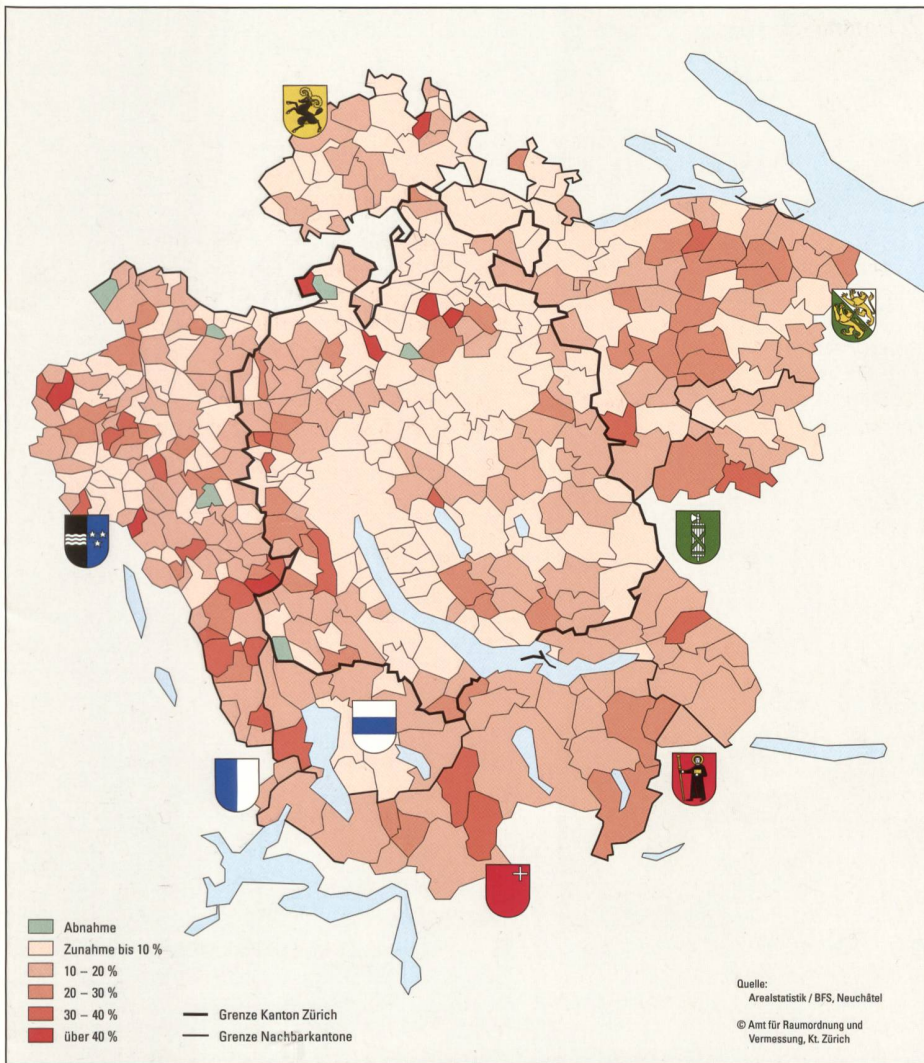 Abnahme
Zunahme bis 10 %
10 – 20 %
20 – 30 %
30 – 40 %
über 40 %
Grenze Kanton Zürich
Grenze Nachbarkantone
Quelle:
Arealstatistik / BFS, Neuchâtel
© Amt für Raumordnung und
Vermessung, Kt. Zürich